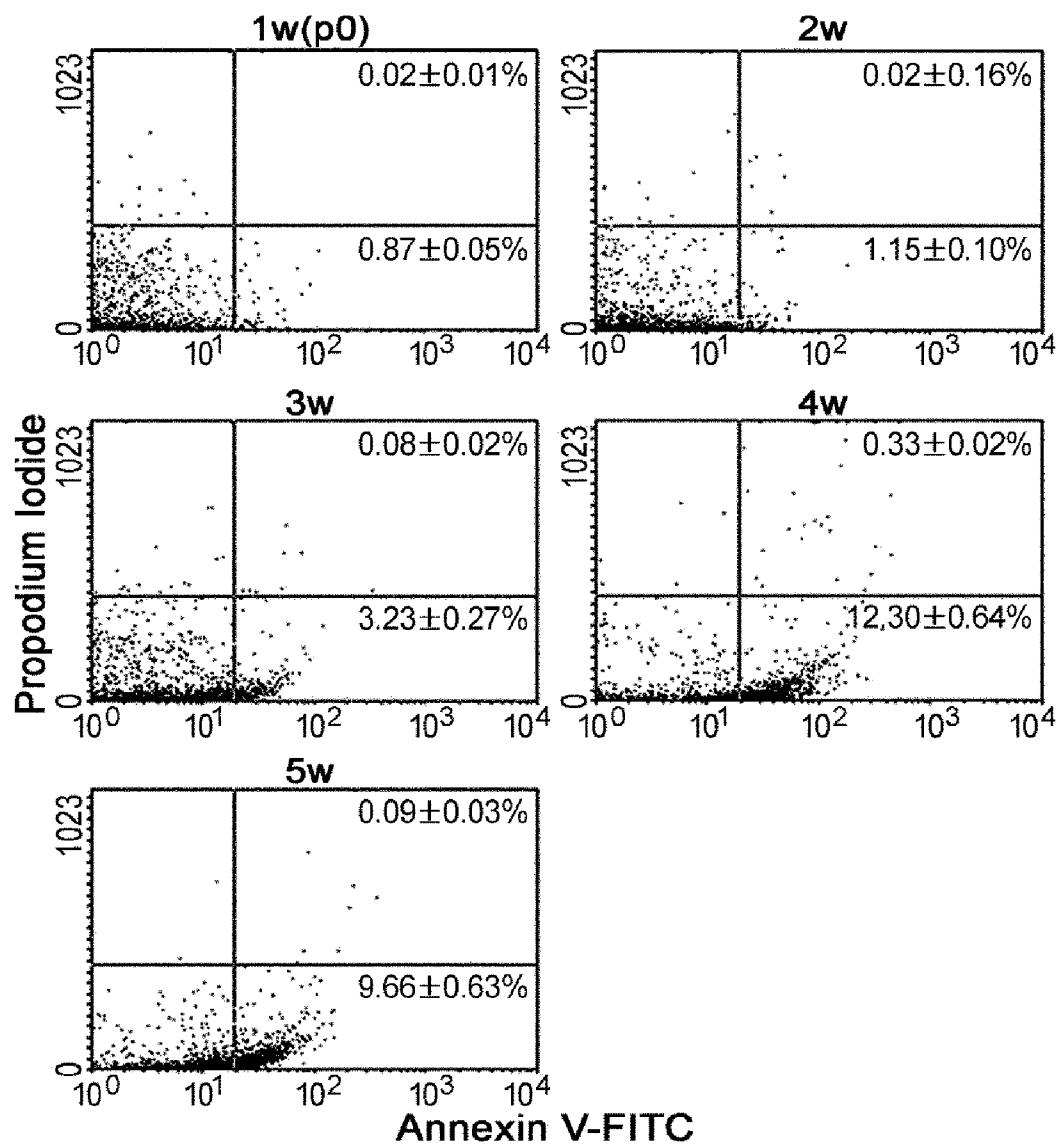 1w(p0)
2w
1023
0.02±0.01%
0.87±0.05%
0
10^0 10^1 10^2 10^3 10^4
1023
0.02±0.16%
1.15±0.10%
0
10^0 10^1 10^2 10^3 10^4
3w
4w
Propodium Iodide
1023
0.08±0.02%
3.23±0.27%
0
10^0 10^1 10^2 10^3 10^4
1023
0.33±0.02%
12,30±0.64%
0
10^0 10^1 10^2 10^3 10^4
5w
1023
0.09±0.03%
9.66±0.63%
0
10^0 10^1 10^2 10^3 10^4
Annexin V-FITC